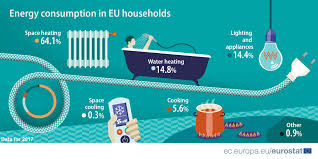 Energy consumption in EU households
Space heating
64.1%
Water heating
14.8%
Lighting
and
appliances
14.4%
Space
cooling
0.3%
Cooking
5.6%
Other
0.9%
Data for 2017
ec.europa.eu/eurostat